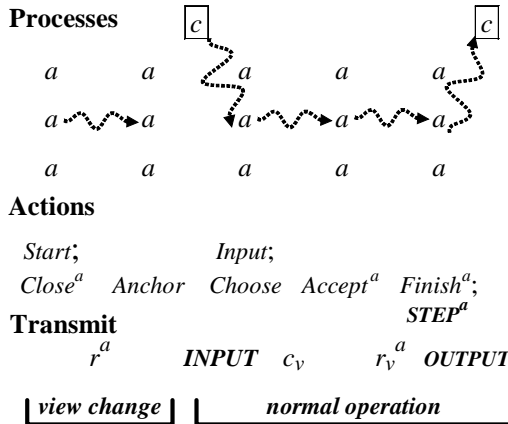 Processes c c
a a a a a
a a a a a
a a a a a
Actions
Start; Input;
Close^a Anchor Choose Accept^a Finish^a;
STEP^a
Transmit
r^a INPUT c_v r_v^a OUTPUT
view change normal operation